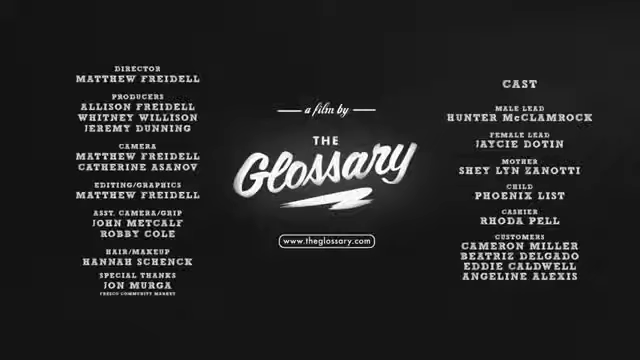 DIRECTOR
MATTHEW FREIDELL
PRODUCERS
ALLISON FREIDELL
WHITNEY WILLISON
JEREMY DUNNING
CAMERA
MATTHEW FREIDELL
CATHERINE ASANOV
EDITING/GRAPHICS
MATTHEW FREIDELL
ASST. CAMERA/GRIP
JOHN METCALF
ROBBY COLE
HAIR/MAKEUP
HANNAH SCHENCK
SPECIAL THANKS
JON MURGA
FRESCO COMMUNITY MARKET
a film by
THE
Glossary
www.theglossary.com
CAST
MALE LEAD
HUNTER McCLAMROCK
FEMALE LEAD
JAYCIE DOTIN
MOTHER
SHEY LYN ZANOTTI
CHILD
PHOENIX LIST
CASHIER
RHODA PELL
CUSTOMERS
CAMERON MILLER
BEATRIZ DELGADO
EDDIE CALDWELL
ANGELINE ALEXIS